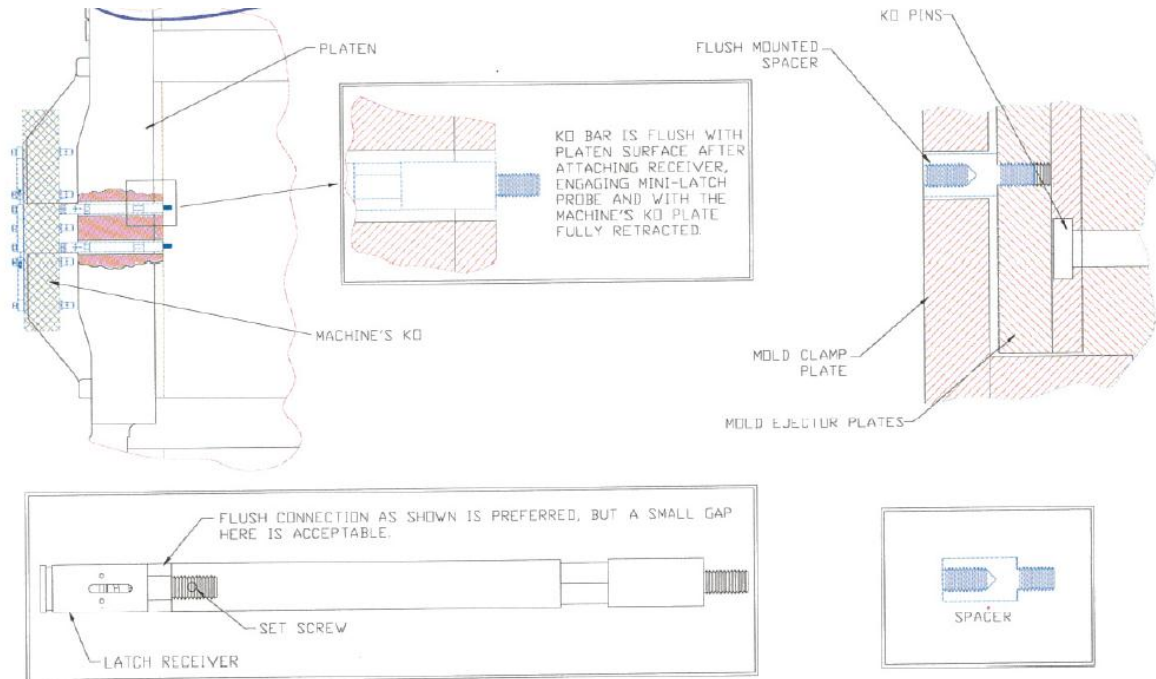 KO PINS
PLATEN
FLUSH MOUNTED
SPACER
KO BAR IS FLUSH WITH
PLATEN SURFACE AFTER
ATTACHING RECEIVER,
ENGAGING MINI-LATCH
PROBE AND WITH THE
MACHINE'S KO PLATE
FULLY RETRACTED.
MACHINE'S KO
MOLD CLAMP
PLATE
MOLD EJECTOR PLATES
FLUSH CONNECTION AS SHOWN IS PREFERRED, BUT A SMALL GAP
HERE IS ACCEPTABLE.
SET SCREW
LATCH RECEIVER
SPACER